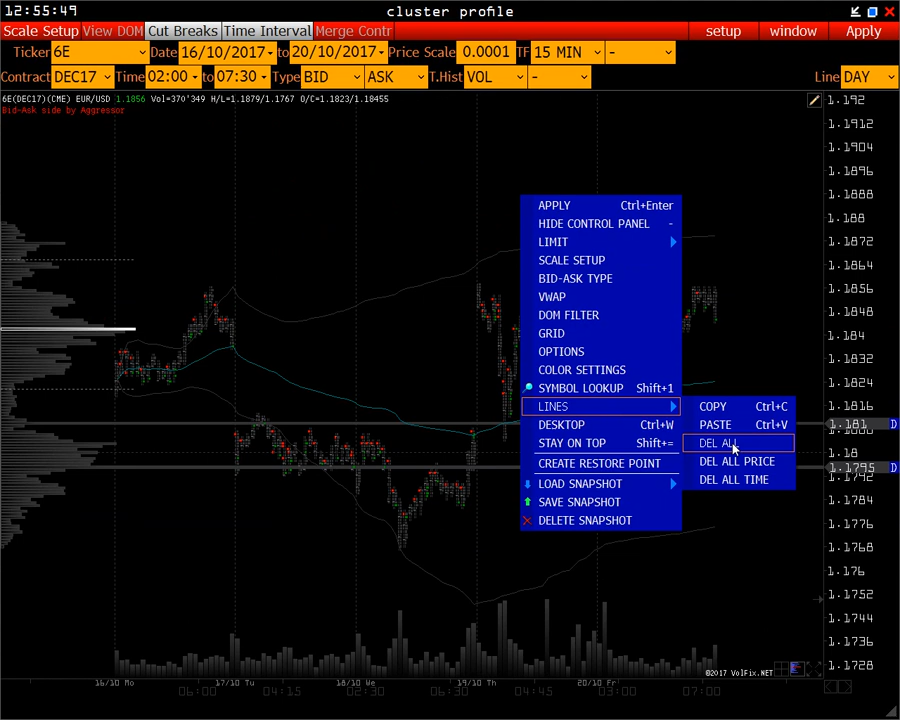 12:55:49
cluster profile
Scale Setup View DOM Cut Breaks Time Interval Merge Contr setup window Apply
Ticker 6E Date 16/10/2017 to 20/10/2017 Price Scale 0.0001 TF 15 MIN -
Contract DEC17 Time 02:00 to 07:30 Type BID ASK T.Hist VOL - Line DAY
6E(DEC17)(CME) EUR/USD 1.1856 Vol=370'349 H/L=1.1879/1.1767 O/C=1.1823/1.18455
Bid-Ask side by Aggressor
1.192
1.1912
1.1904
1.1896
1.1888
1.188
1.1872
1.1864
1.1856
1.1848
1.184
1.1832
1.1824
1.1816
1.181 D
1.18
1.1795 D
1.1792
1.1784
1.1776
1.1768
1.176
1.1752
1.1744
1.1736
1.1728
APPLY Ctrl+Enter
HIDE CONTROL PANEL -
LIMIT
SCALE SETUP
BID-ASK TYPE
VWAP
DOM FILTER
GRID
OPTIONS
COLOR SETTINGS
SYMBOL LOOKUP Shift+1
LINES
DESKTOP Ctrl+W
STAY ON TOP Shift+=
CREATE RESTORE POINT
LOAD SNAPSHOT
SAVE SNAPSHOT
DELETE SNAPSHOT
COPY Ctrl+C
PASTE Ctrl+V
DEL ALL
DEL ALL PRICE
DEL ALL TIME
©2017 VolFix.NET
16/10 Mo 17/10 Tu 18/10 We 19/10 Th 20/10 Fr
06:00 04:15 02:30 06:30 04:45 03:00 07:00